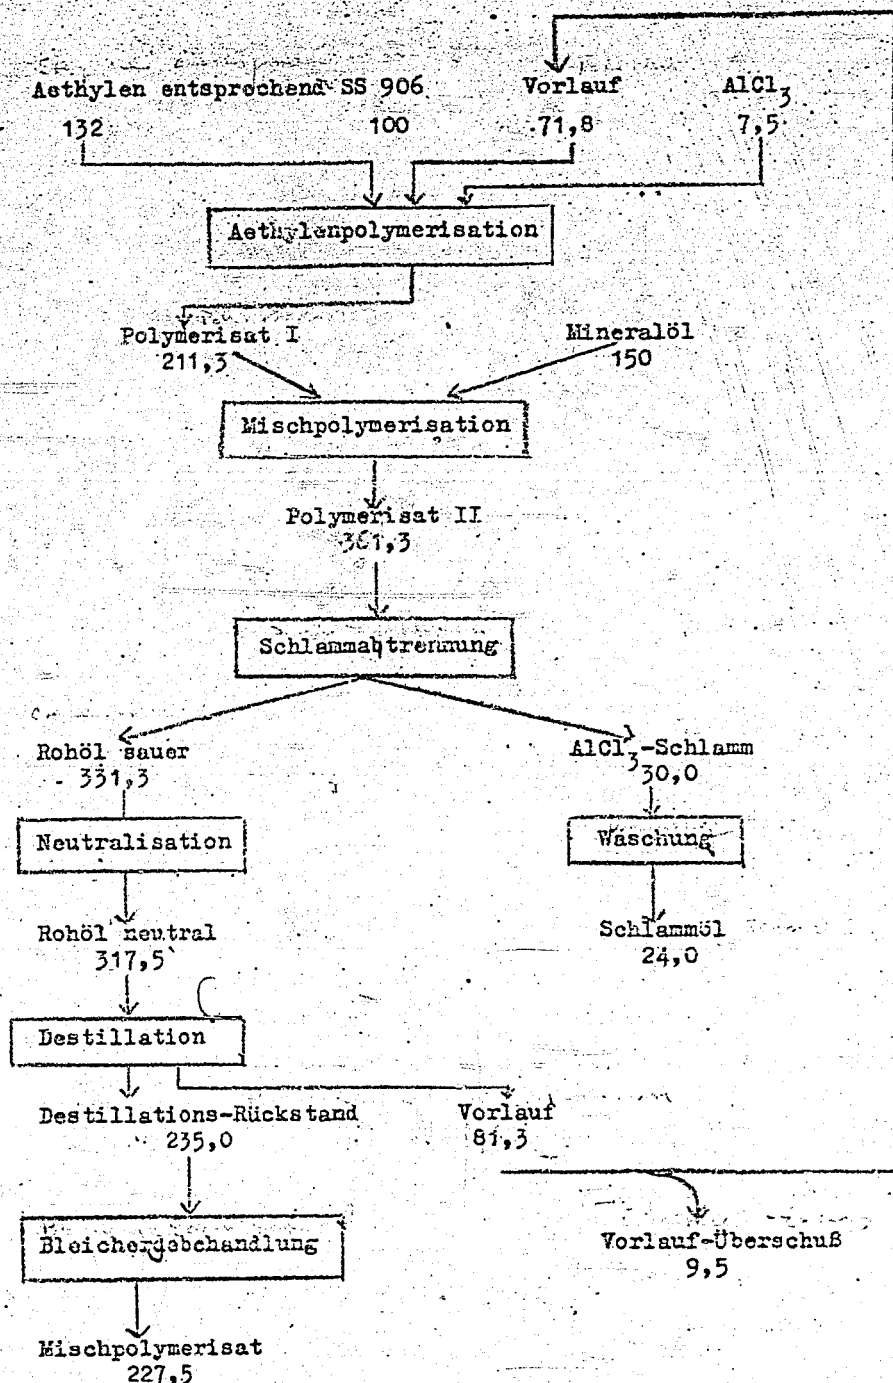 Aethylen entsprechend SS 906 Vorlauf AlCl3
132 100 71,8 7,5
Aethylenpolymerisation
Polymerisat I Mineralöl
211,3 150
Mischpolymerisation
Polymerisat II
361,3
Schlammabtrennung
Rohöl sauer AlCl3-Schlamm
331,3 30,0
Neutralisation Waschung
Rohöl neutral Schlammöl
317,5 24,0
Destillation
Destillations-Rückstand Vorlauf
235,0 81,3
Bleicherdebehandlung Vorlauf-Überschuß
9,5
Mischpolymerisat
227,5